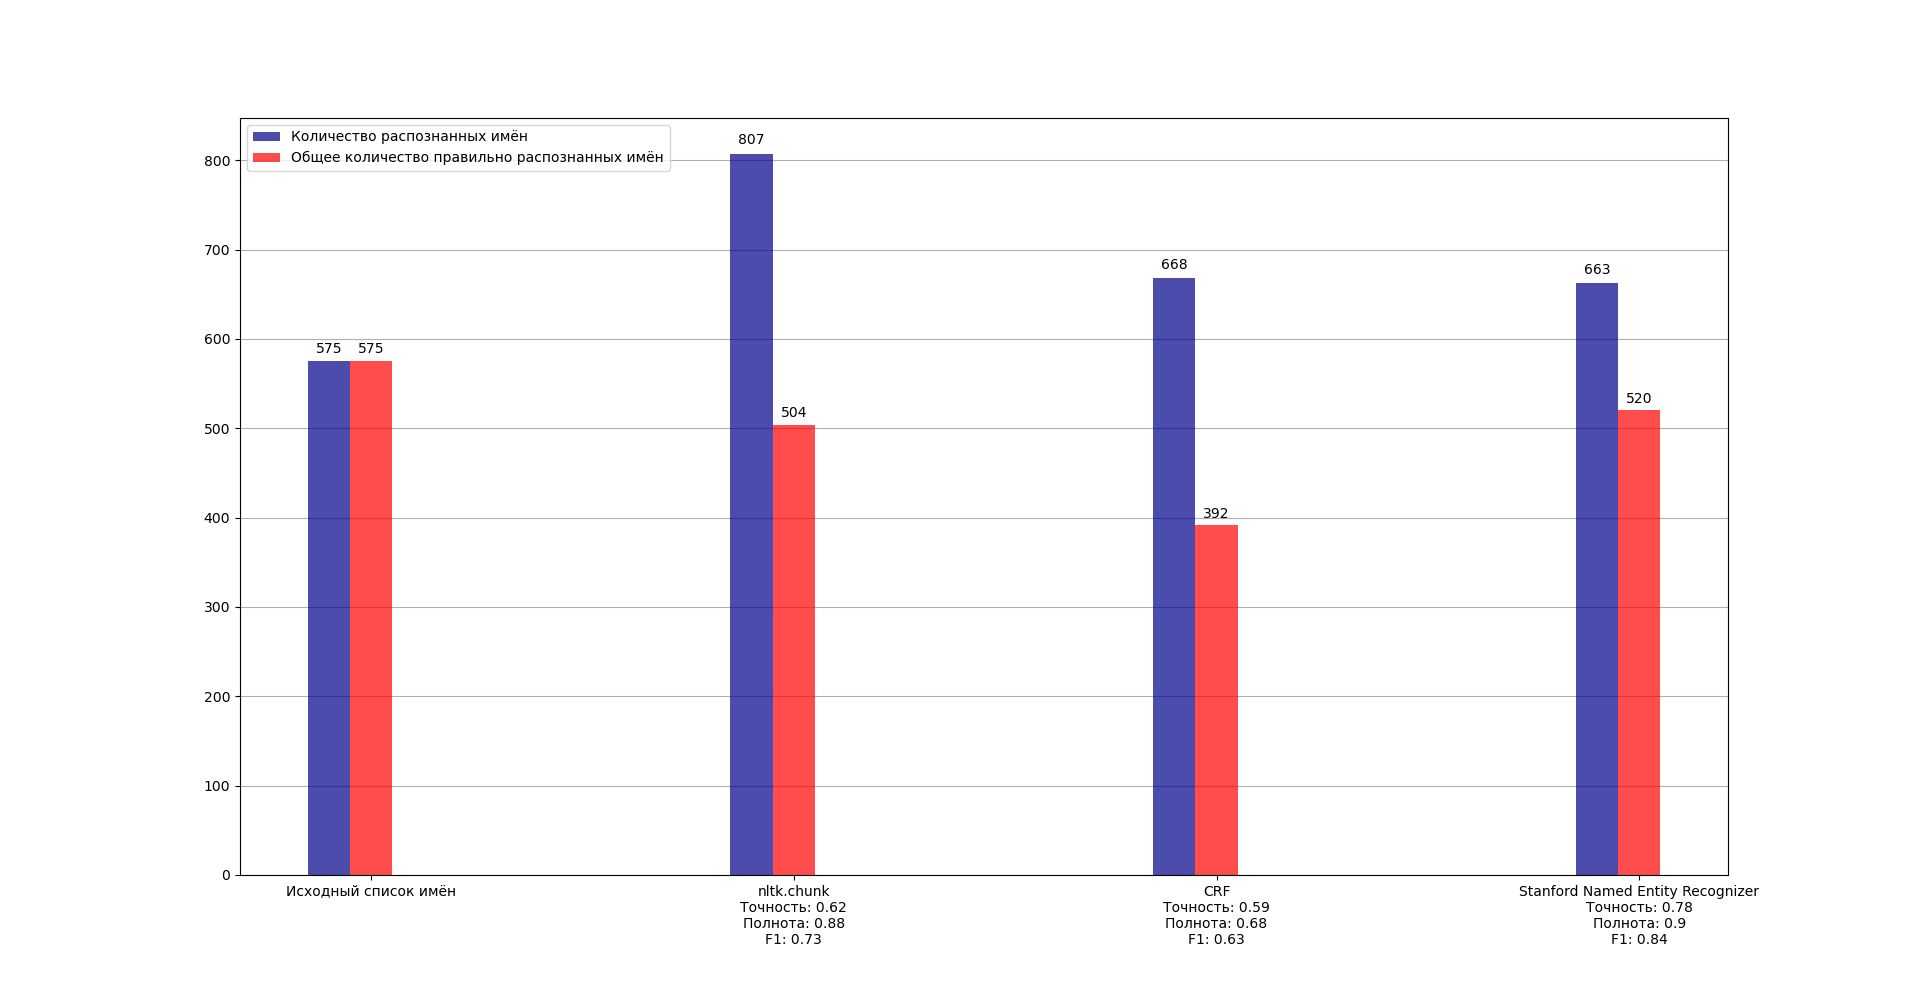 Количество распознанных имён
Общее количество правильно распознанных имён
800
700
600
500
400
300
200
100
0
575
575
807
504
668
392
663
520
Исходный список имён
nltk.chunk
Точность: 0.62
Полнота: 0.88
F1: 0.73
CRF
Точность: 0.59
Полнота: 0.68
F1: 0.63
Stanford Named Entity Recognizer
Точность: 0.78
Полнота: 0.9
F1: 0.84